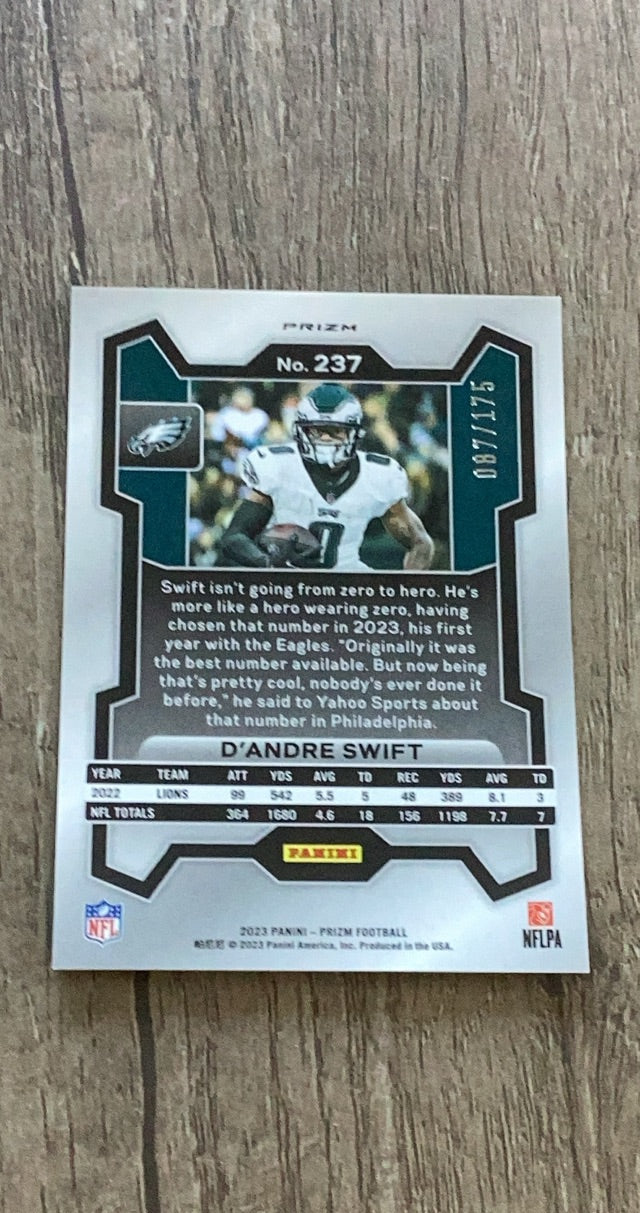 PRIZM
No. 237
087/175
0
Swift isn't going from zero to hero. He's
more like a hero wearing zero, having
chosen that number in 2023, his first
year with the Eagles. "Originally it was
the best number available. But now being
that's pretty cool, nobody's ever done it
before," he said to Yahoo Sports about
that number in Philadelphia.
D'ANDRE SWIFT
YEAR TEAM ATT YDS AVG TD REC YDS AVG TD
2022 LIONS 99 542 5.5 5 48 389 8.1 3
NFL TOTALS 364 1680 4.6 18 156 1198 7.7 7
PANINI
NFL
2023 PANINI – PRIZM FOOTBALL
帕尼尼 © 2023 Panini America, Inc. Produced in the USA.
NFLPA